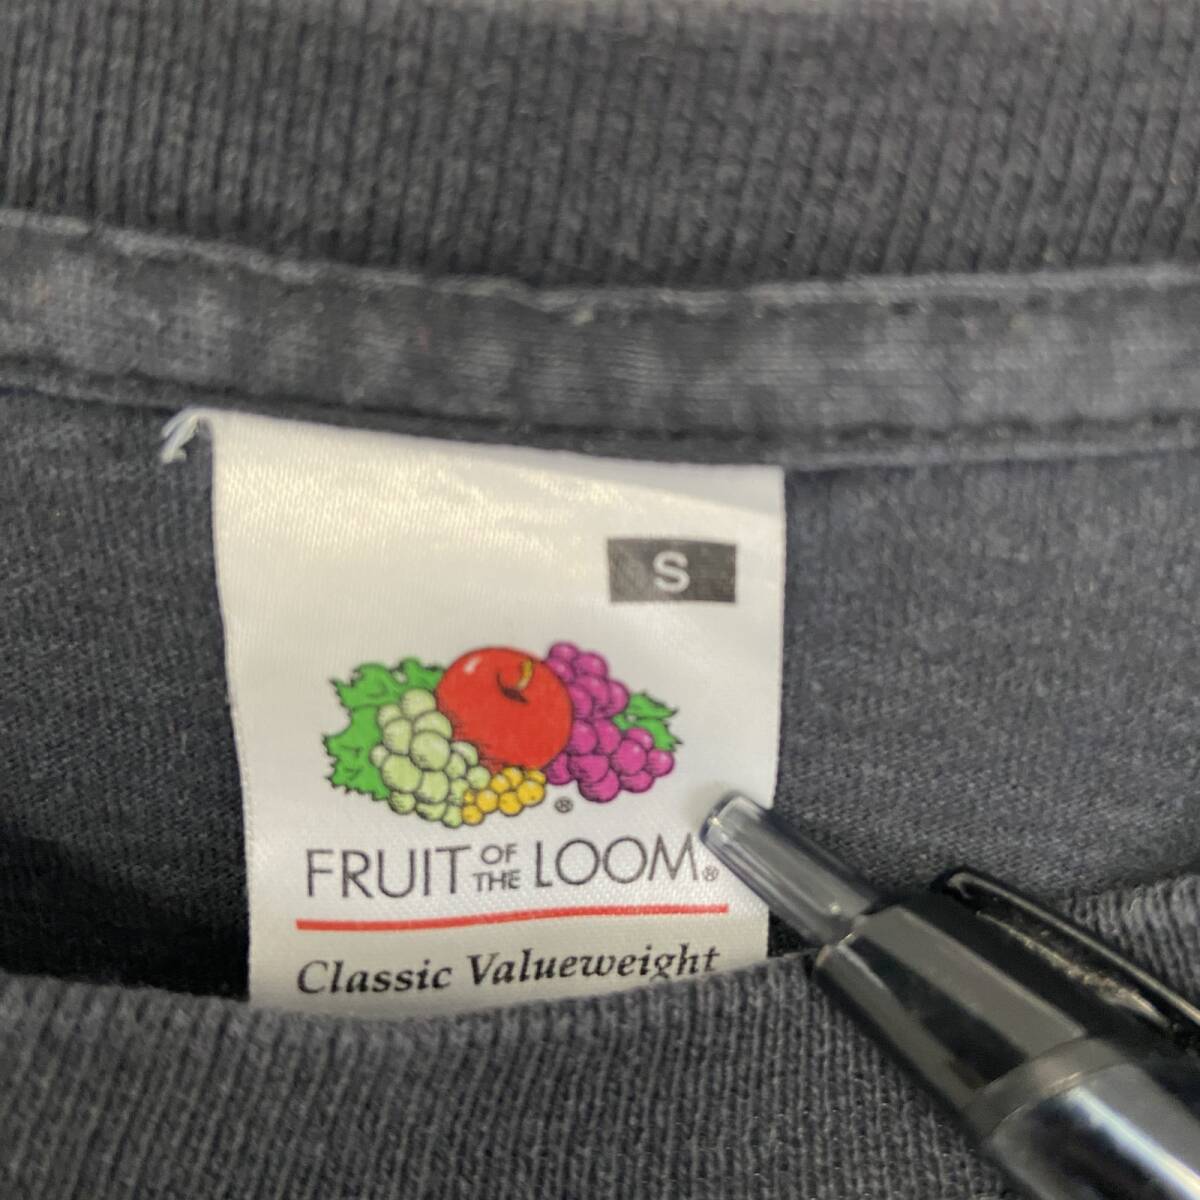 S
®
FRUIT OF THE LOOM®
Classic Valueweight